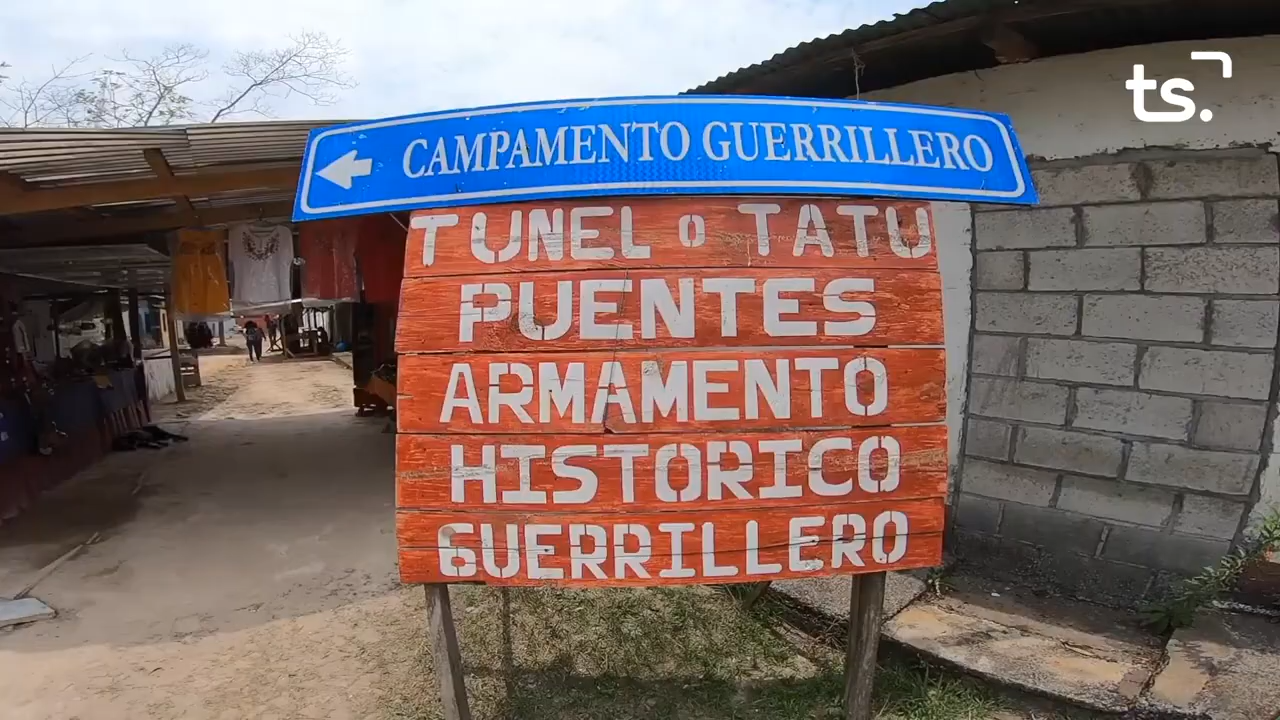 ts.
CAMPAMENTO GUERRILLERO
TUNEL o TATU
PUENTES
ARMAMENTO
HISTORICO
GUERRILLERO